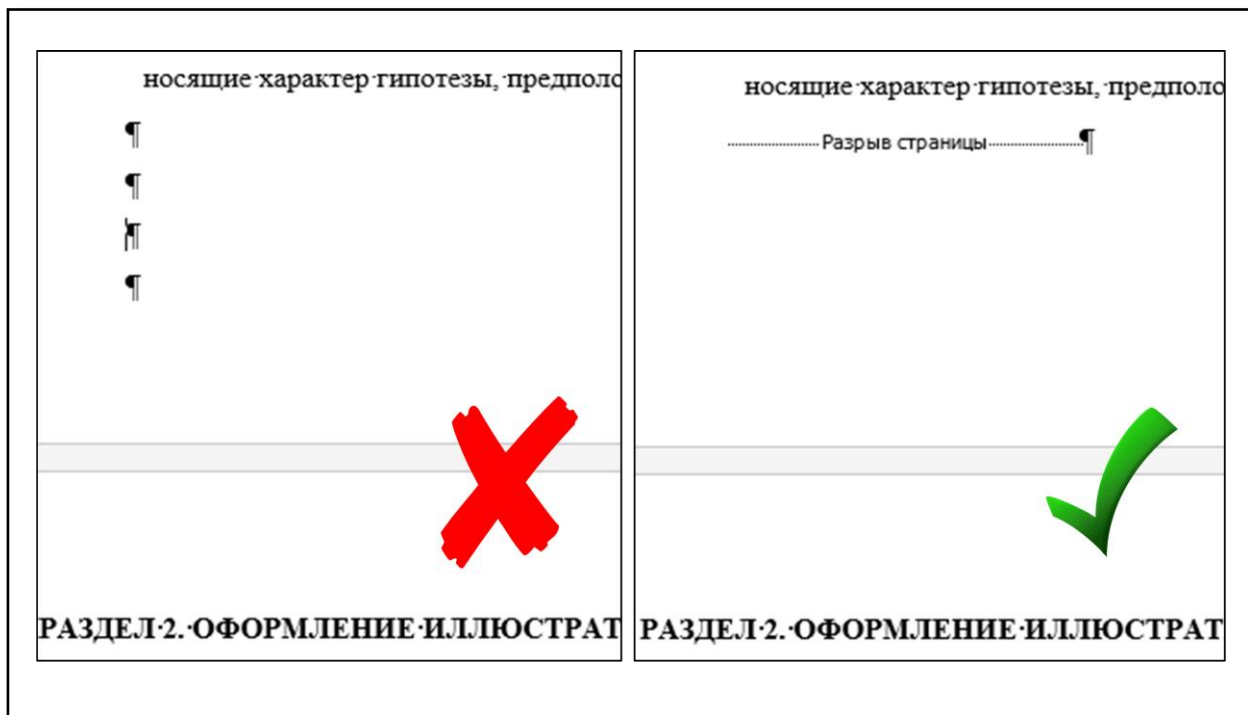 носящие·характер·гипотезы,·предполо
¶
¶
¶
¶
РАЗДЕЛ·2.·ОФОРМЛЕНИЕ·ИЛЛЮСТРАТ
носящие·характер·гипотезы,·предполо
Разрыв страницы¶
РАЗДЕЛ·2.·ОФОРМЛЕНИЕ·ИЛЛЮСТРАТ